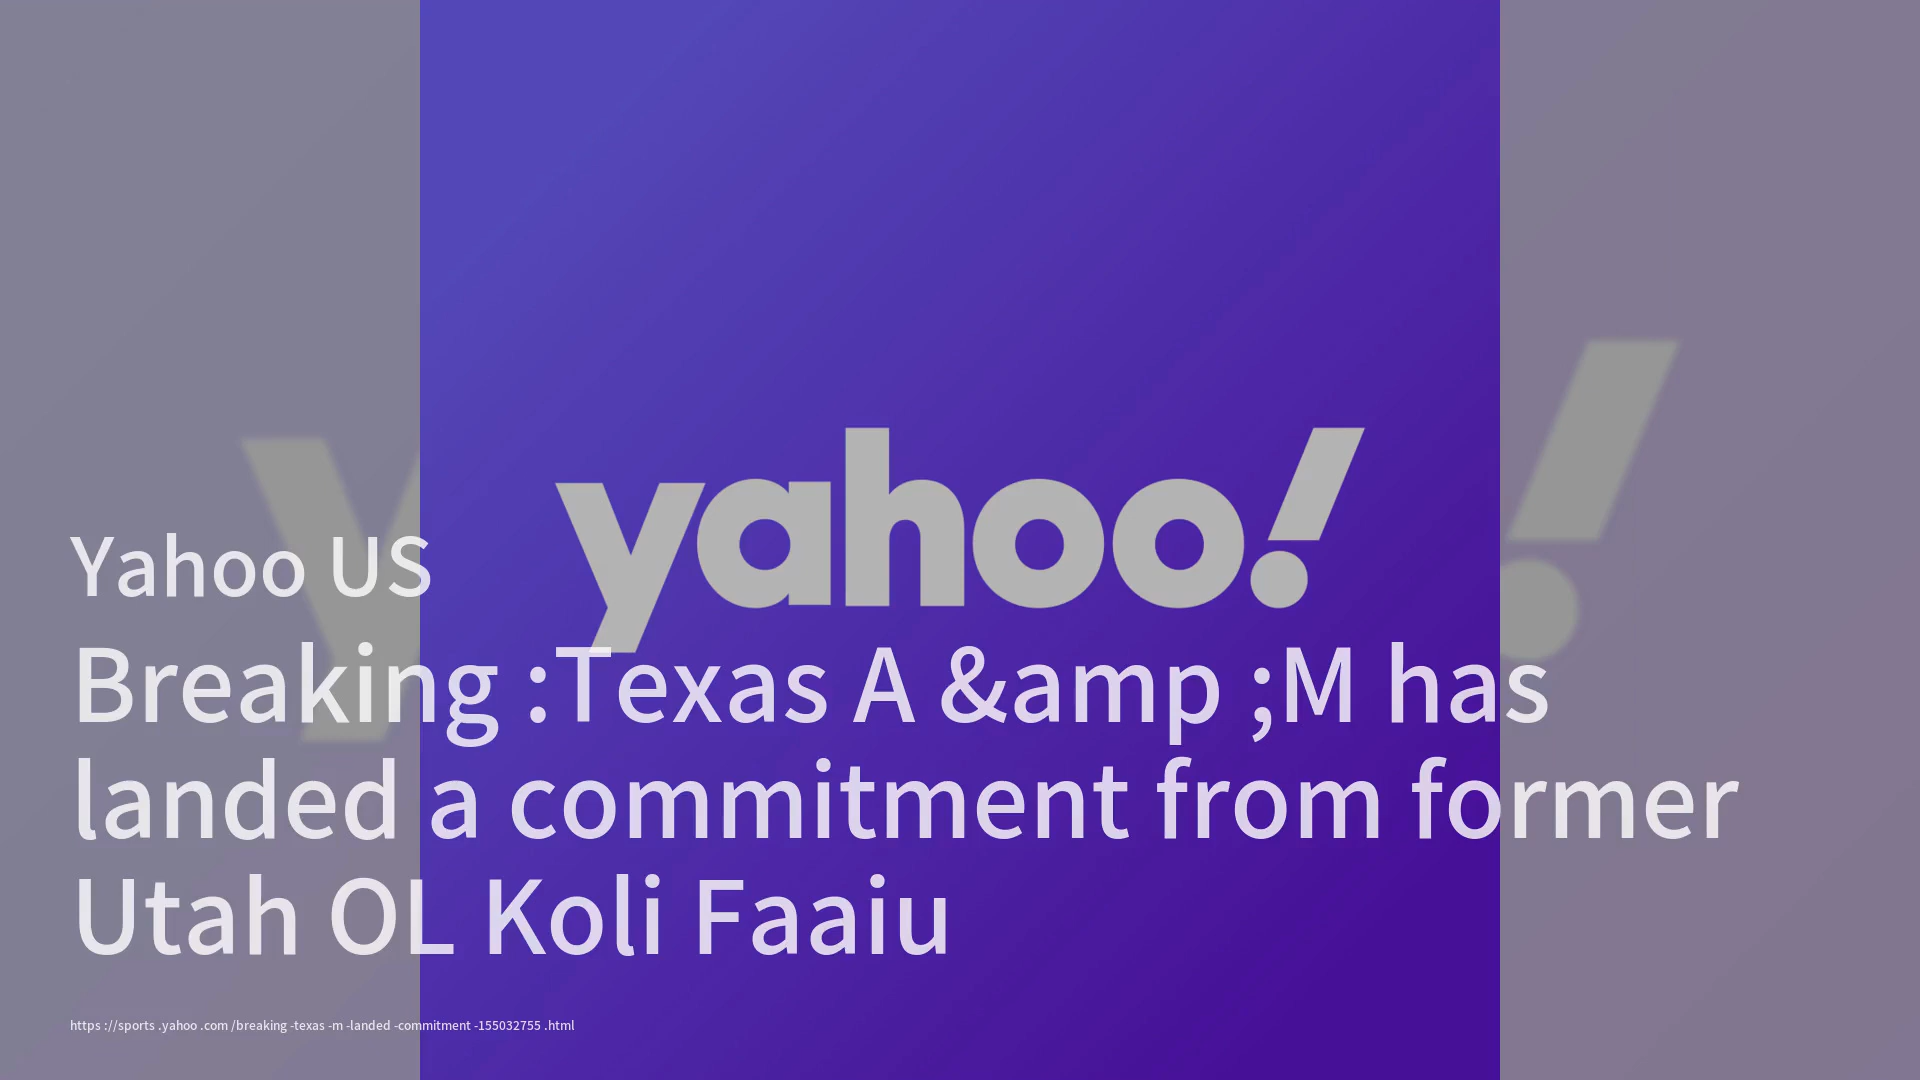 yahoo!
Yahoo US
Breaking :Texas A &amp ;M has
landed a commitment from former
Utah OL Koli Faaiu
https ://sports .yahoo .com /breaking -texas -m -landed -commitment -155032755 .html